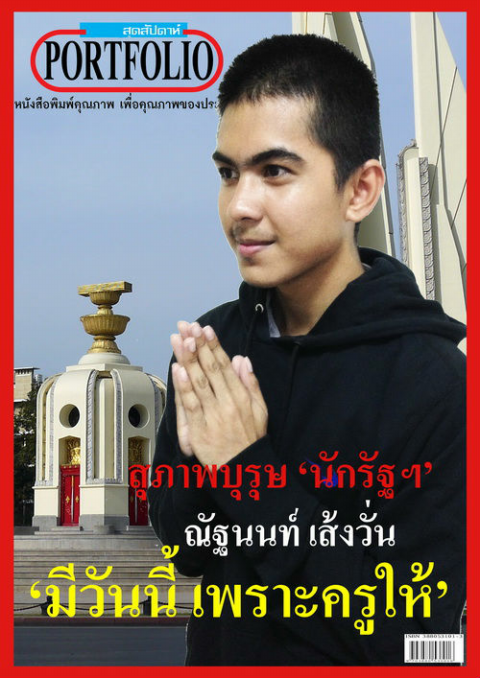 สุดสัปดาห์
PORTFOLIO
หนังสือพิมพ์คุณภาพ เพื่อคุณภาพของประ
สุภาพบุรุษ ‘นักรัฐฯ’
ณัฐนนท์ เส้งวั่น
‘มีวันนี้ เพราะครูให้’